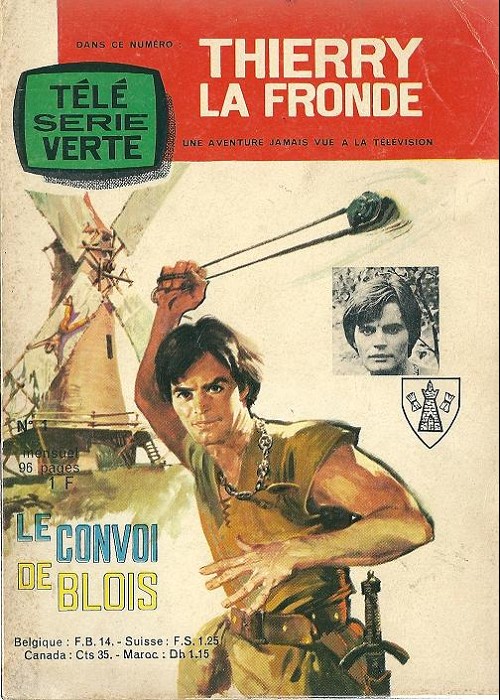 DANS CE NUMÉRO :
THIERRY
LA FRONDE
UNE AVENTURE JAMAIS VUE A LA TÉLÉVISION
TÉLÉ
SERIE
VERTE
N° 1
mensuel
96 pages
1 F
LE CONVOI
DE BLOIS
Belgique : F.B. 14. - Suisse : F.S. 1.25
Canada : Cts 35. - Maroc : Dh 1.15